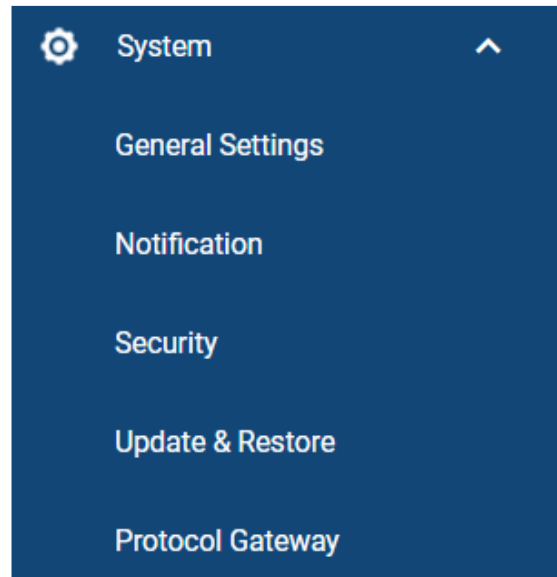 System
General Settings
Notification
Security
Update & Restore
Protocol Gateway